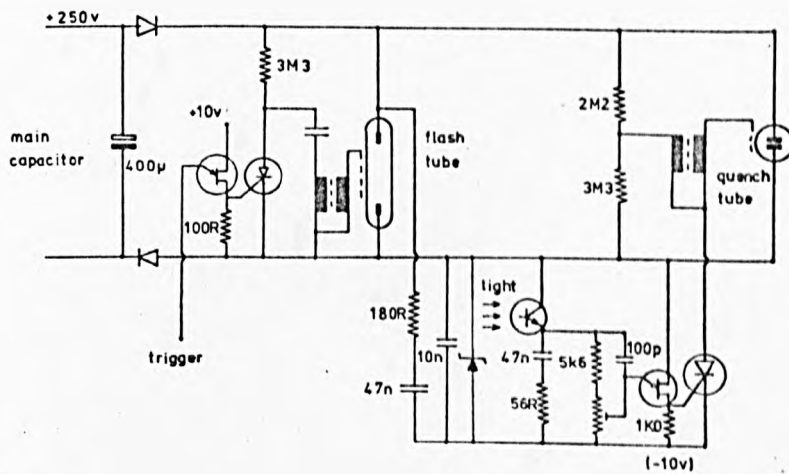 +250v
3M3
+10v
main
capacitor
400μ
100R
flash
tube
2M2
3M3
quench
tube
trigger
180R
47n
10n
light
47n
56R
5k6
100p
1K0
(-10v)